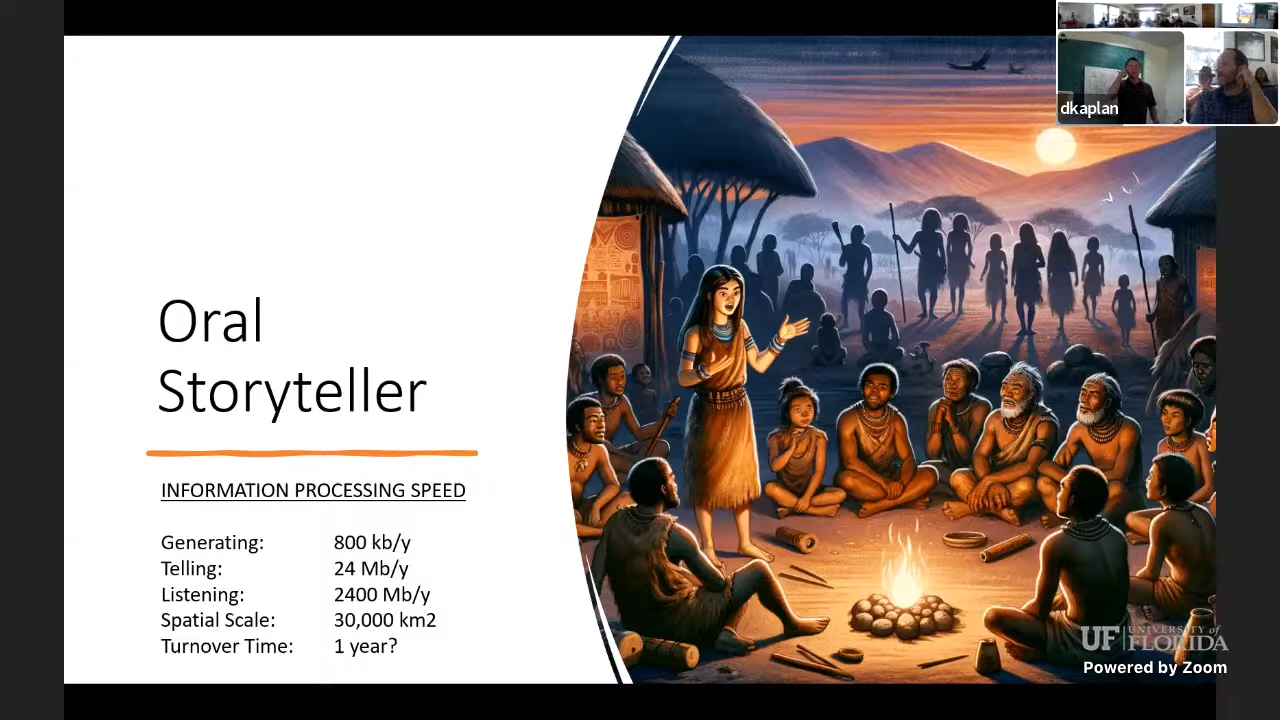 dkaplan
Oral
Storyteller
INFORMATION PROCESSING SPEED
Generating: 800 kb/y
Telling: 24 Mb/y
Listening: 2400 Mb/y
Spatial Scale: 30,000 km2
Turnover Time: 1 year?
UF UNIVERSITY of
FLORIDA
Powered by Zoom